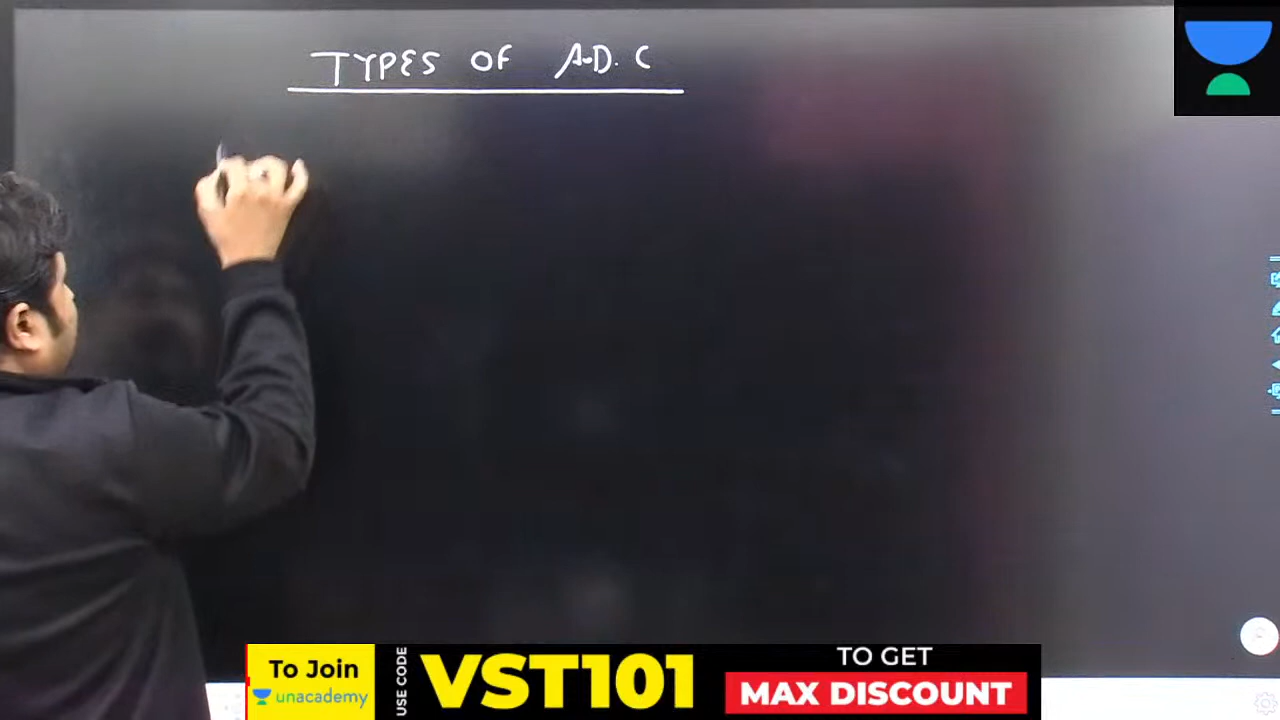 TYPES OF A.D.C
To Join
unacademy
USE CODE
VST101
TO GET
MAX DISCOUNT